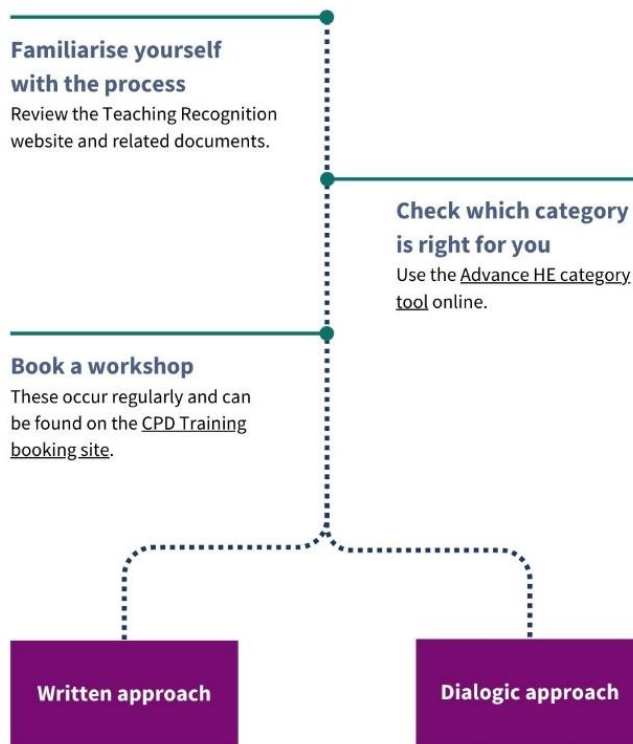 Familiarise yourself
with the process
Review the Teaching Recognition
website and related documents.
Check which category
is right for you
Use the Advance HE category
tool online.
Book a workshop
These occur regularly and can
be found on the CPD Training
booking site.
Written approach
Dialogic approach